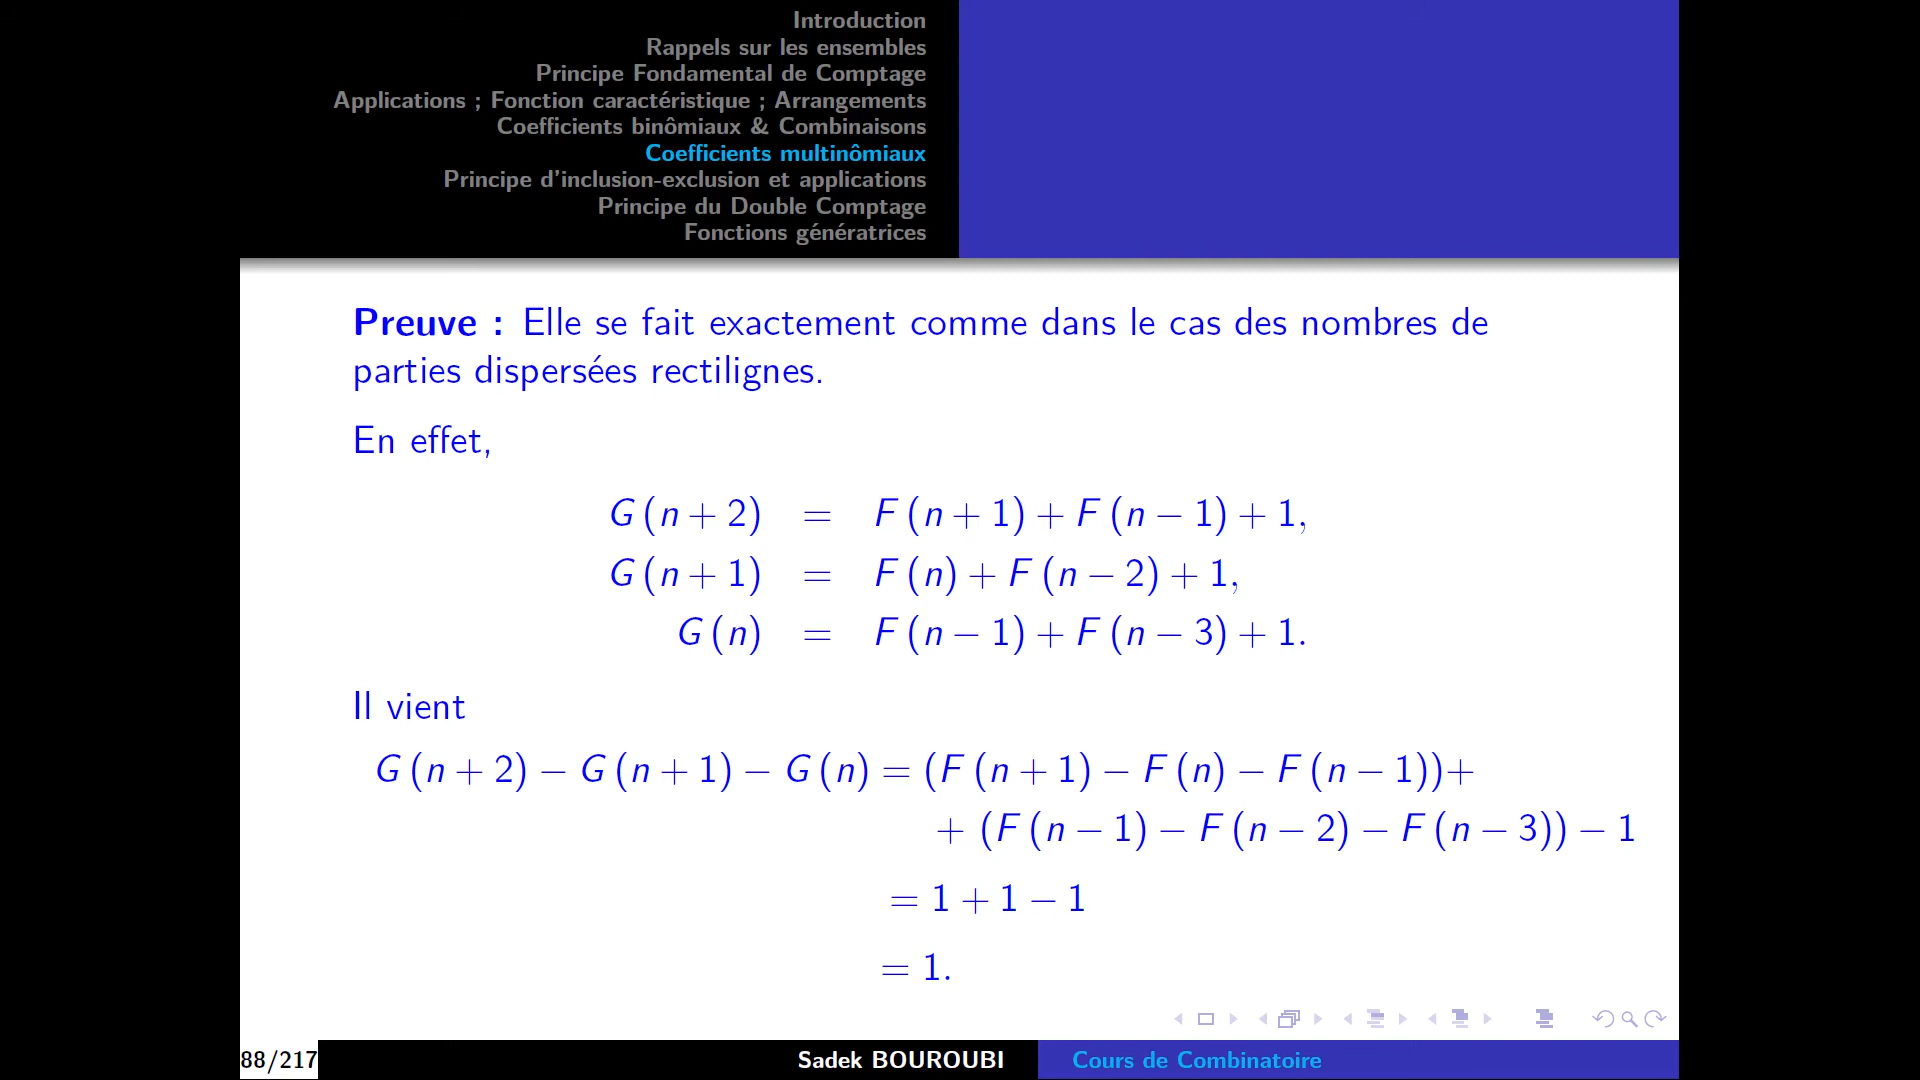 Introduction
Rappels sur les ensembles
Principe Fondamental de Comptage
Applications ; Fonction caractéristique ; Arrangements
Coefficients binômiaux & Combinaisons
Coefficients multinômiaux
Principe d'inclusion-exclusion et applications
Principe du Double Comptage
Fonctions génératrices
Preuve : Elle se fait exactement comme dans le cas des nombres de
parties dispersées rectilignes.
En effet,
G (n + 2) = F (n + 1) + F (n − 1) + 1,
G (n + 1) = F (n) + F (n − 2) + 1,
G (n) = F (n − 1) + F (n − 3) + 1.
Il vient
G (n + 2) − G (n + 1) − G (n) = (F (n + 1) − F (n) − F (n − 1))+
+ (F (n − 1) − F (n − 2) − F (n − 3)) − 1
= 1 + 1 − 1
= 1.
88/217 Sadek BOUROUBI Cours de Combinatoire